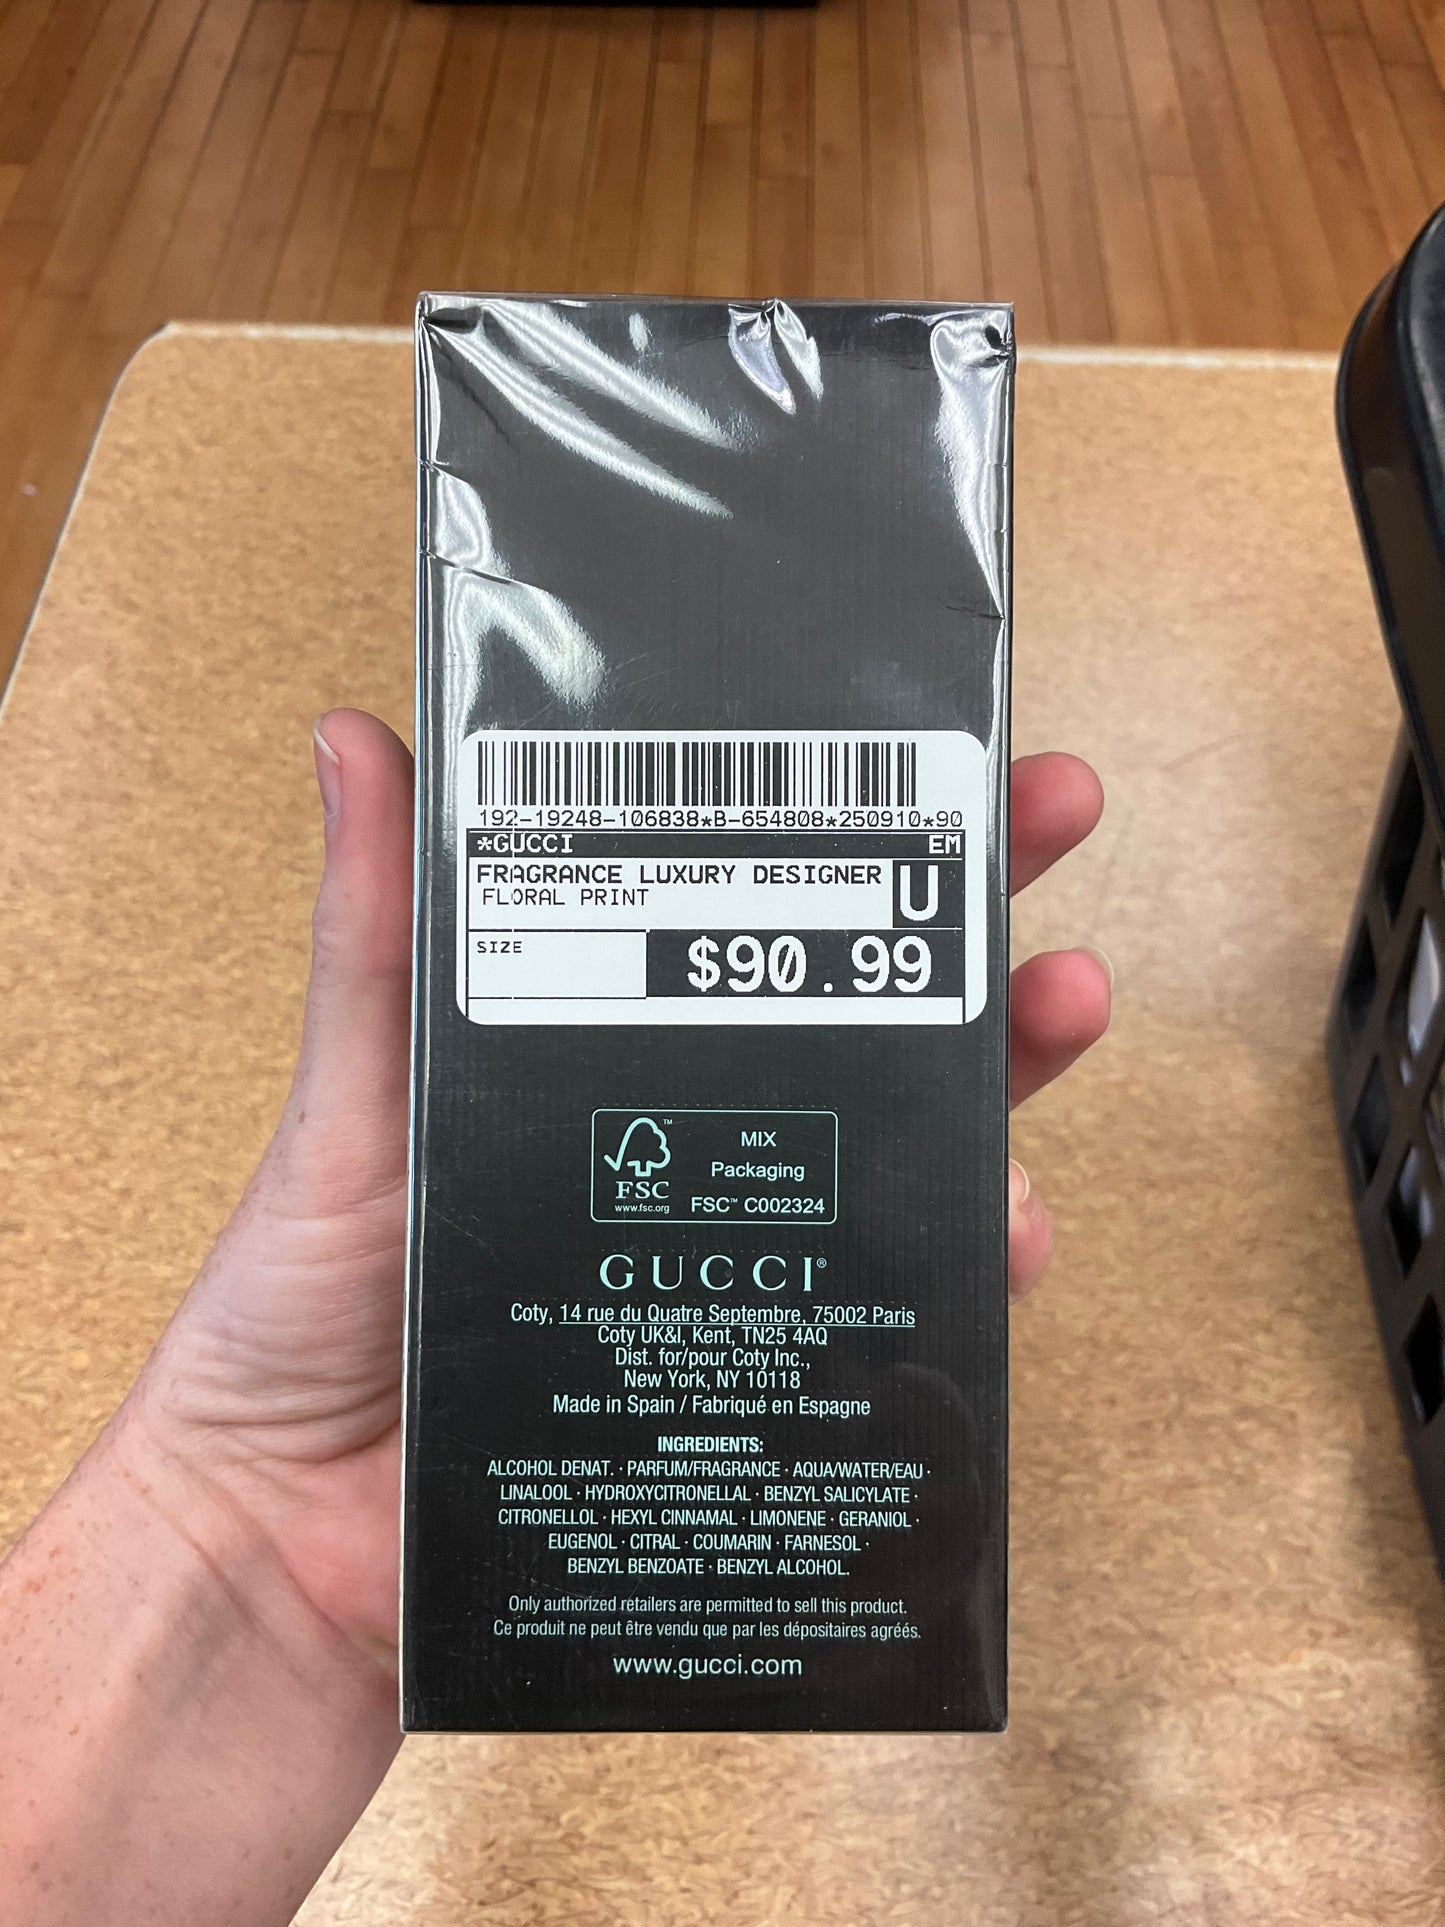 192-19248-106838*B-654808*250910*90
*GUCCI EM
FRAGRANCE LUXURY DESIGNER U
FLORAL PRINT
SIZE $90.99
MIX
Packaging
FSC™ C002324
™
FSC
www.fsc.org
GUCCI®
Coty, 14 rue du Quatre Septembre, 75002 Paris
Coty UK&I, Kent, TN25 4AQ
Dist. for/pour Coty Inc.,
New York, NY 10118
Made in Spain / Fabriqué en Espagne
INGREDIENTS:
ALCOHOL DENAT. · PARFUM/FRAGRANCE · AQUA/WATER/EAU ·
LINALOOL · HYDROXYCITRONELLAL · BENZYL SALICYLATE ·
CITRONELLOL · HEXYL CINNAMAL · LIMONENE · GERANIOL ·
EUGENOL · CITRAL · COUMARIN · FARNESOL ·
BENZYL BENZOATE · BENZYL ALCOHOL.
Only authorized retailers are permitted to sell this product.
Ce produit ne peut être vendu que par les dépositaires agréés.
www.gucci.com